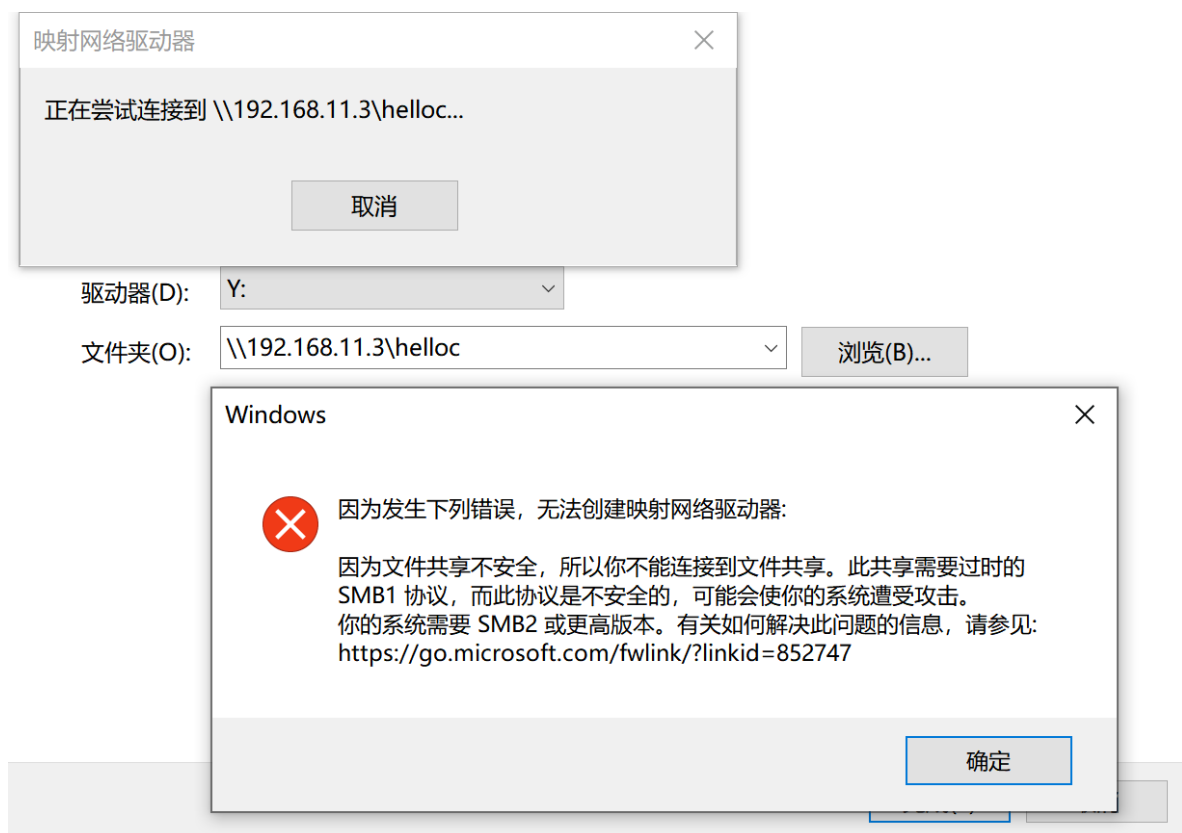 映射网络驱动器
正在尝试连接到 \\192.168.11.3\helloc...
取消
驱动器(D):
Y:
文件夹(O):
\\192.168.11.3\helloc
浏览(B)...
Windows
因为发生下列错误，无法创建映射网络驱动器:
因为文件共享不安全，所以你不能连接到文件共享。此共享需要过时的
SMB1 协议，而此协议是不安全的，可能会使你的系统遭受攻击。
你的系统需要 SMB2 或更高版本。有关如何解决此问题的信息，请参见:
https://go.microsoft.com/fwlink/?linkid=852747
确定